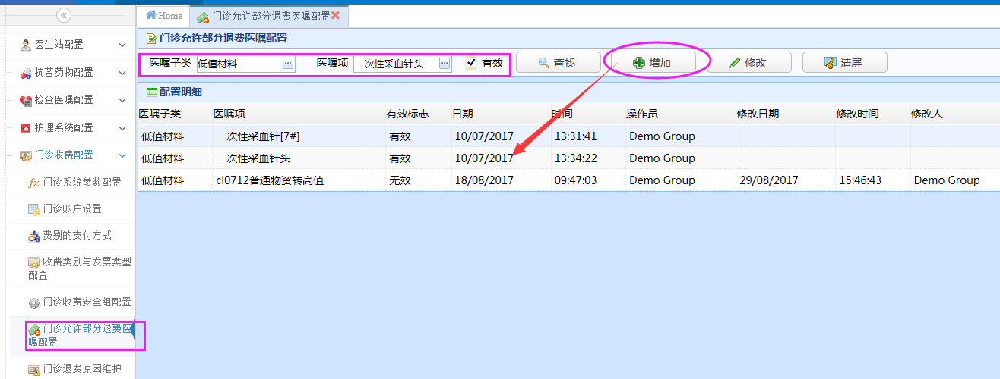 Home
门诊允许部分退费医嘱配置
医生站配置
抗菌药物配置
检查医嘱配置
护理系统配置
门诊收费配置
fx 门诊系统参数配置
门诊账户设置
费别的支付方式
收费类别与发票类型
配置
门诊收费安全组配置
门诊允许部分退费医
嘱配置
门诊退费原因维护
门诊允许部分退费医嘱配置
医嘱子类 低值材料 医嘱项 一次性采血针头 有效 查找 增加 修改 清屏
配置明细
医嘱子类 医嘱项 有效标志 日期 时间 操作员 修改日期 修改时间 修改人
低值材料 一次性采血针[7#] 有效 10/07/2017 13:31:41 Demo Group
低值材料 一次性采血针头 有效 10/07/2017 13:34:22 Demo Group
低值材料 cl0712普通物资转高值 无效 18/08/2017 09:47:03 Demo Group 29/08/2017 15:46:43 Demo Group